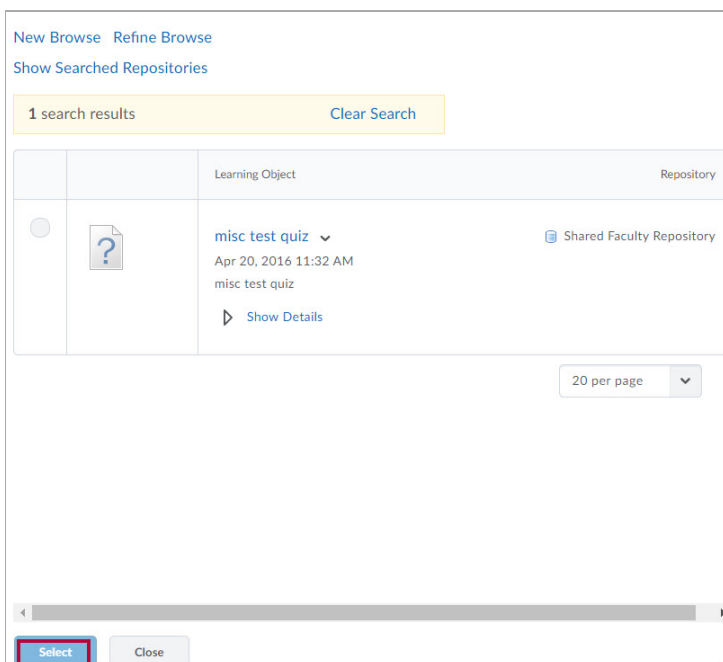 New Browse Refine Browse
Show Searched Repositories
1 search results Clear Search
Learning Object Repository
misc test quiz Shared Faculty Repository
Apr 20, 2016 11:32 AM
misc test quiz
Show Details
20 per page
Select Close